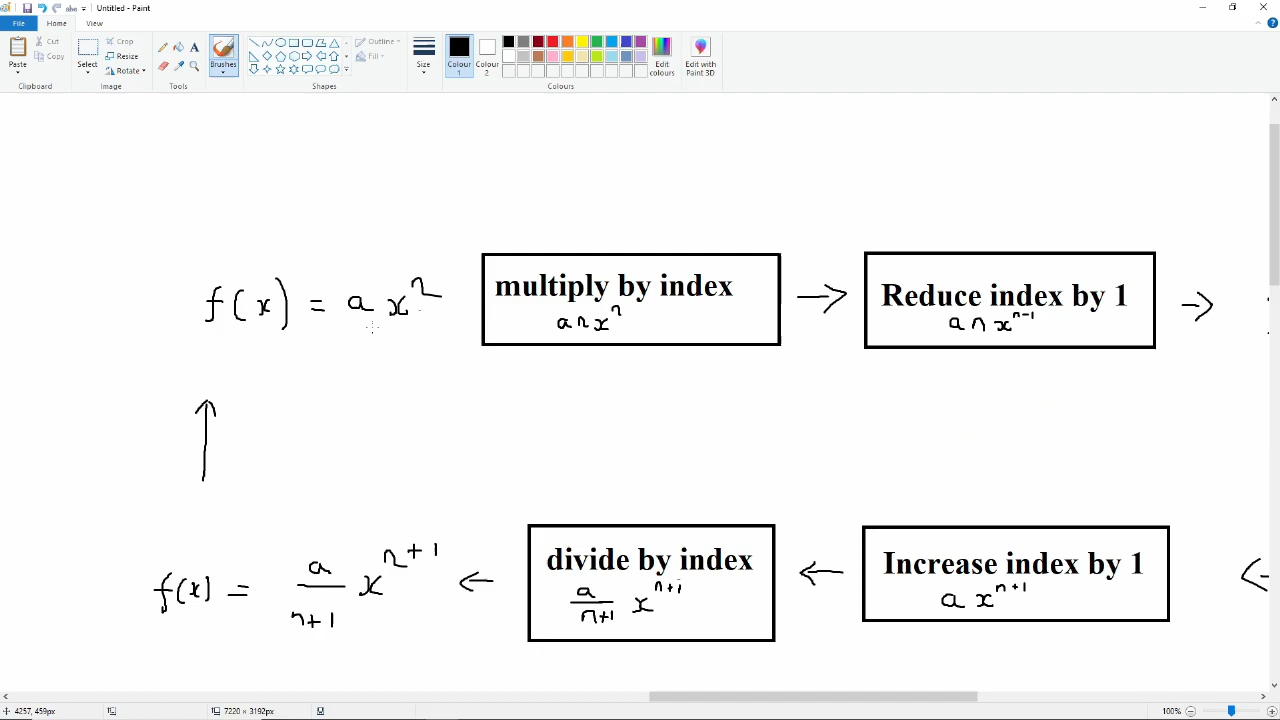 Untitled - Paint
File Home View
Paste Cut Copy Clipboard
Select Crop Resize Rotate Image
Tools
Brushes
Outline Fill Shapes
Size
Colour 1 Colour 2 Edit colours Colours
Edit with Paint 3D
f(x) = a x^n
multiply by index
a n x^n
→
Reduce index by 1
a n x^{n-1}
→
↑
f(x) = a/(n+1) x^{n+1}
←
divide by index
a/(n+1) x^{n+1}
←
Increase index by 1
a x^{n+1}
←
4257, 459px
7220 × 3192px
100%